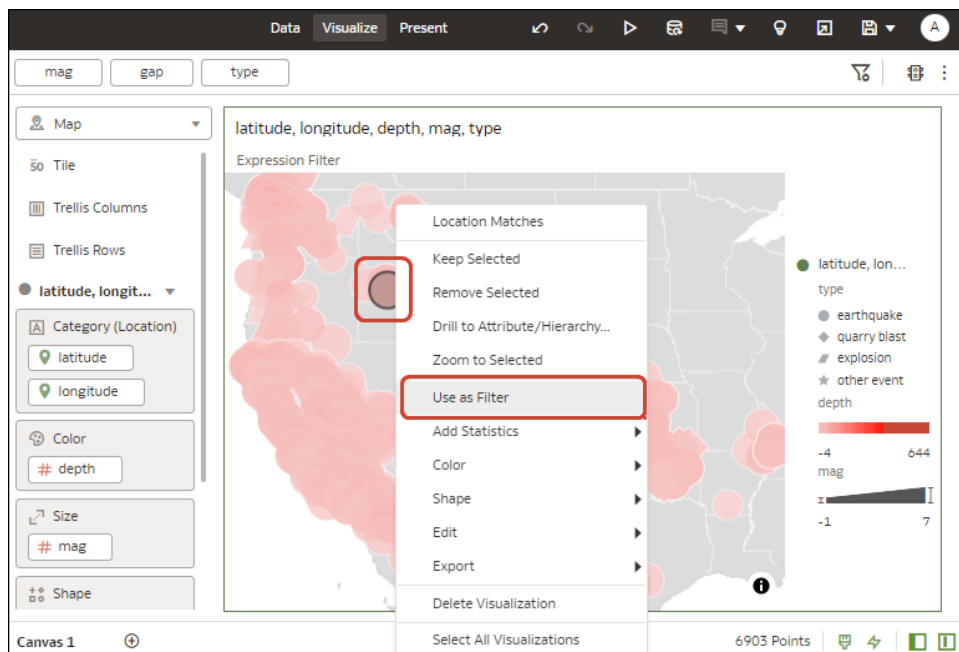 Data Visualize Present A
mag gap type
Map
50 Tile
Trellis Columns
Trellis Rows
latitude, longit...
A Category (Location)
latitude
longitude
Color
# depth
Size
# mag
Shape
latitude, longitude, depth, mag, type
Expression Filter
Location Matches
Keep Selected
Remove Selected
Drill to Attribute/Hierarchy...
Zoom to Selected
Use as Filter
Add Statistics
Color
Shape
Edit
Export
Delete Visualization
Select All Visualizations
latitude, lon...
type
earthquake
quarry blast
explosion
other event
depth
-4 644
mag
-1 7
Canvas 1
6903 Points